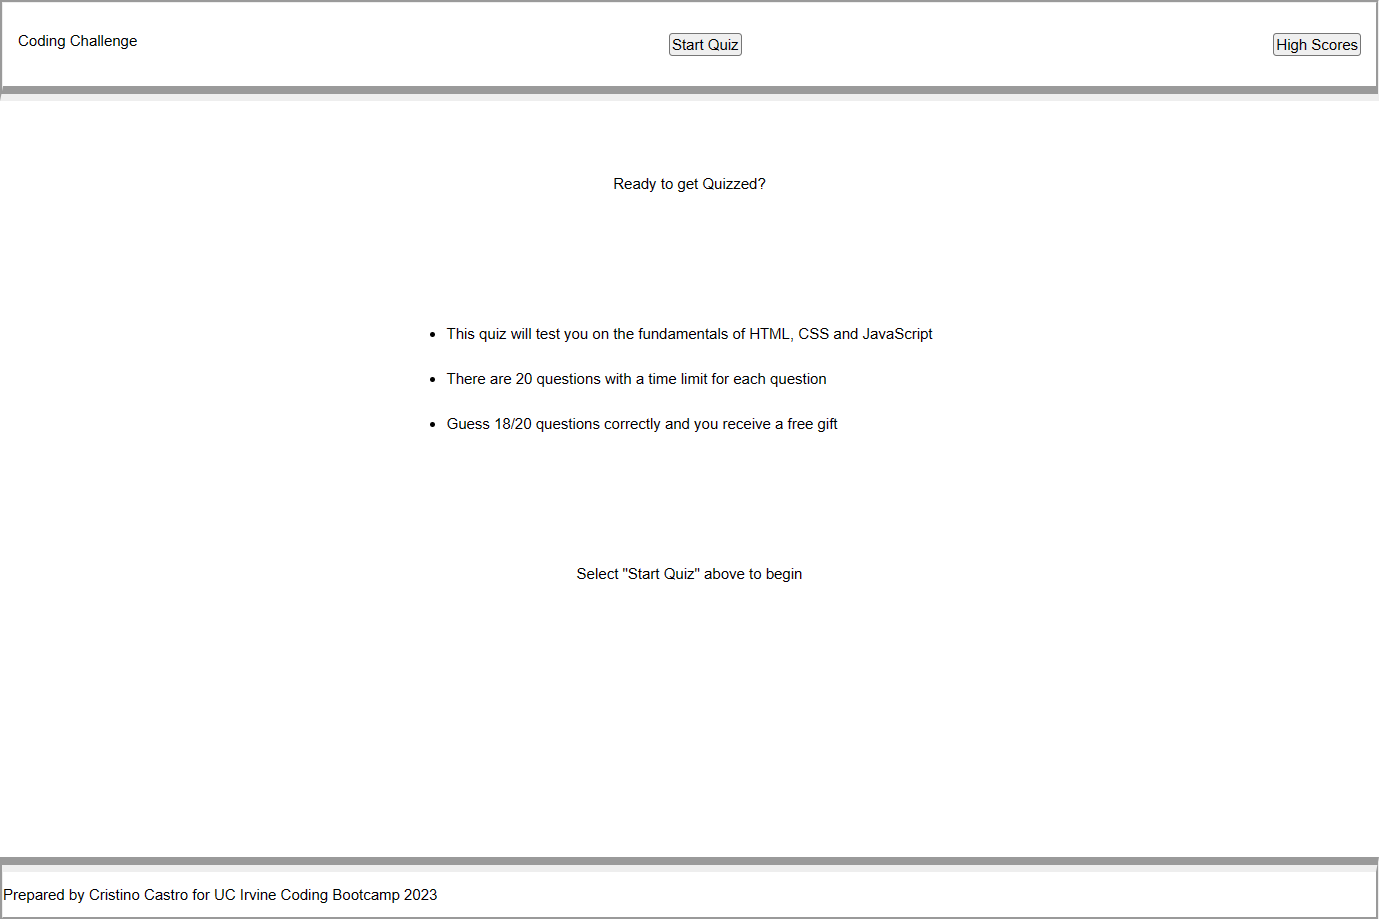 Coding Challenge
Start Quiz
High Scores
Ready to get Quizzed?
• This quiz will test you on the fundamentals of HTML, CSS and JavaScript
• There are 20 questions with a time limit for each question
• Guess 18/20 questions correctly and you receive a free gift
Select "Start Quiz" above to begin
Prepared by Cristino Castro for UC Irvine Coding Bootcamp 2023